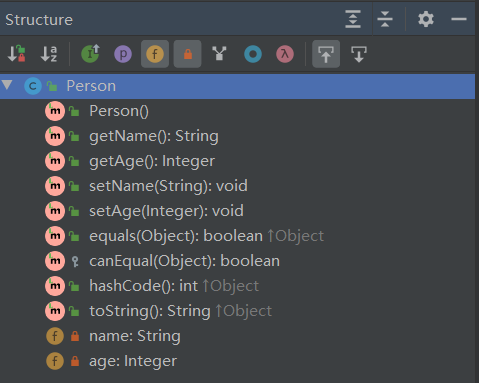 Structure
Person
Person()
getName(): String
getAge(): Integer
setName(String): void
setAge(Integer): void
equals(Object): boolean ↑Object
canEqual(Object): boolean
hashCode(): int ↑Object
toString(): String ↑Object
name: String
age: Integer